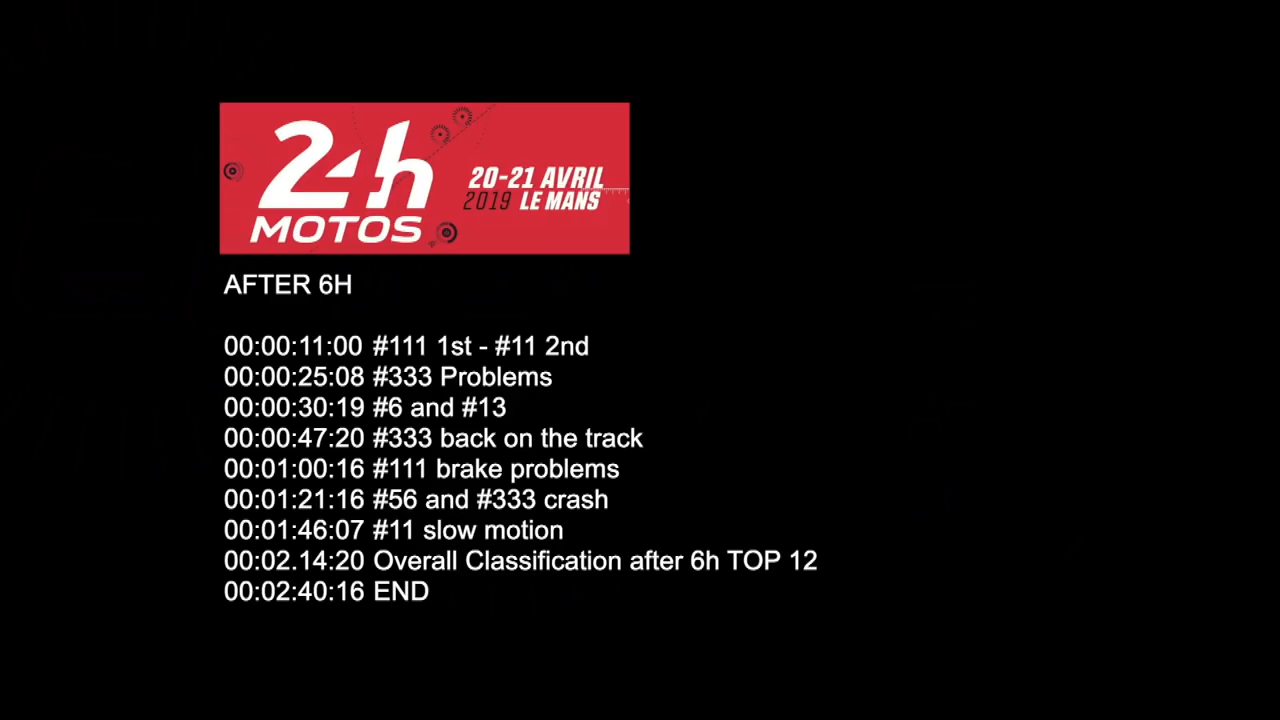 24h
MOTOS
20-21 AVRIL
2019 LE MANS
AFTER 6H
00:00:11:00 #111 1st - #11 2nd
00:00:25:08 #333 Problems
00:00:30:19 #6 and #13
00:00:47:20 #333 back on the track
00:01:00:16 #111 brake problems
00:01:21:16 #56 and #333 crash
00:01:46:07 #11 slow motion
00:02.14:20 Overall Classification after 6h TOP 12
00:02:40:16 END